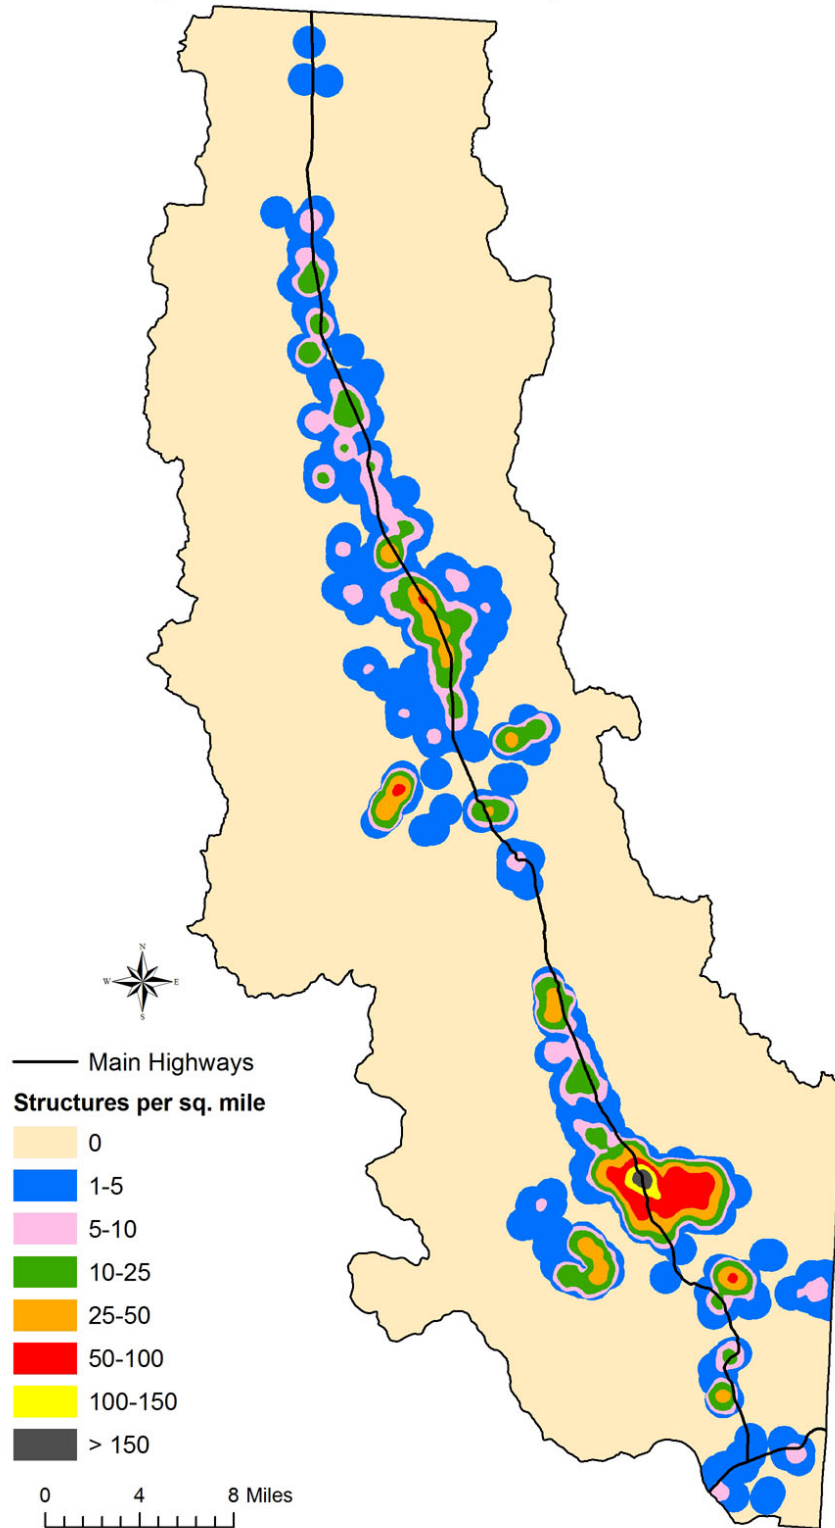 N
W E
S
Main Highways
Structures per sq. mile
0
1-5
5-10
10-25
25-50
50-100
100-150
> 150
0 4 8 Miles